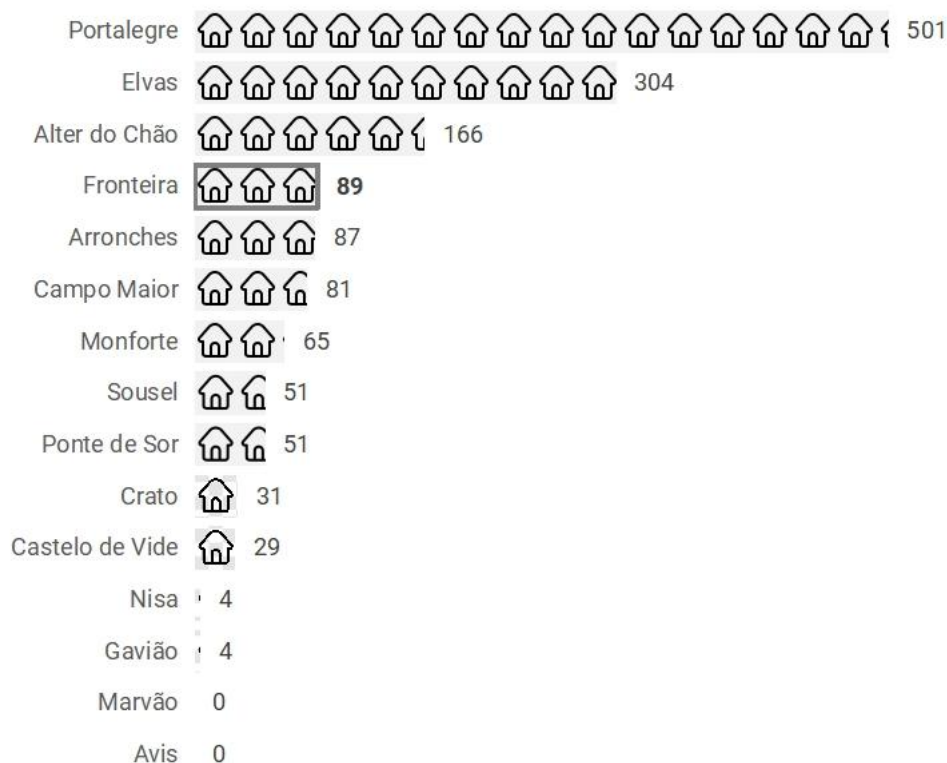 Portalegre 501
Elvas 304
Alter do Chão 166
Fronteira 89
Arronches 87
Campo Maior 81
Monforte 65
Sousel 51
Ponte de Sor 51
Crato 31
Castelo de Vide 29
Nisa 4
Gavião 4
Marvão 0
Avis 0